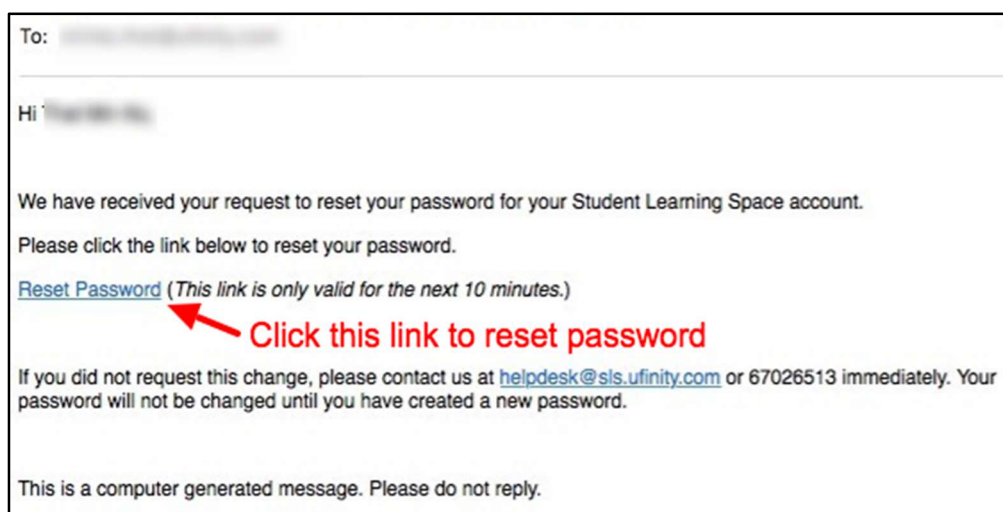 To:
Hi
We have received your request to reset your password for your Student Learning Space account.
Please click the link below to reset your password.
Reset Password (This link is only valid for the next 10 minutes.)
Click this link to reset password
If you did not request this change, please contact us at helpdesk@sls.ufinity.com or 67026513 immediately. Your
password will not be changed until you have created a new password.
This is a computer generated message. Please do not reply.